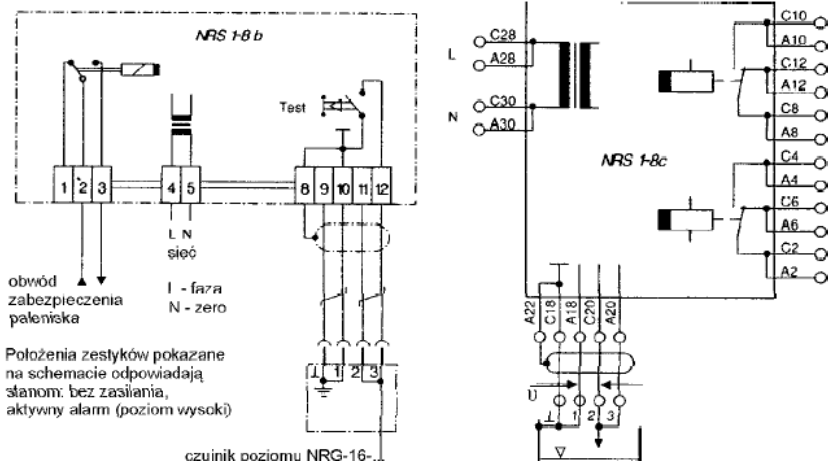 NRS 1-8 b
Test
1 2 3 4 5 8 9 10 11 12
L N
sieć
L - faza
N - zero
obwód
zabezpieczenia
paleniska
Położenia zestyków pokazane
na schemacie odpowiadają
stanom: bez zasilania,
aktywny alarm (poziom wysoki)
⊥ 1 2 3
czujnik poziomu NRG-16-...
L
C28
A28
N
C30
A30
NRS 1-8c
C10
A10
C12
A12
C8
A8
C4
A4
C6
A6
C2
A2
A22 C18 A18 C20 A20
U
⊥ 1 2 3